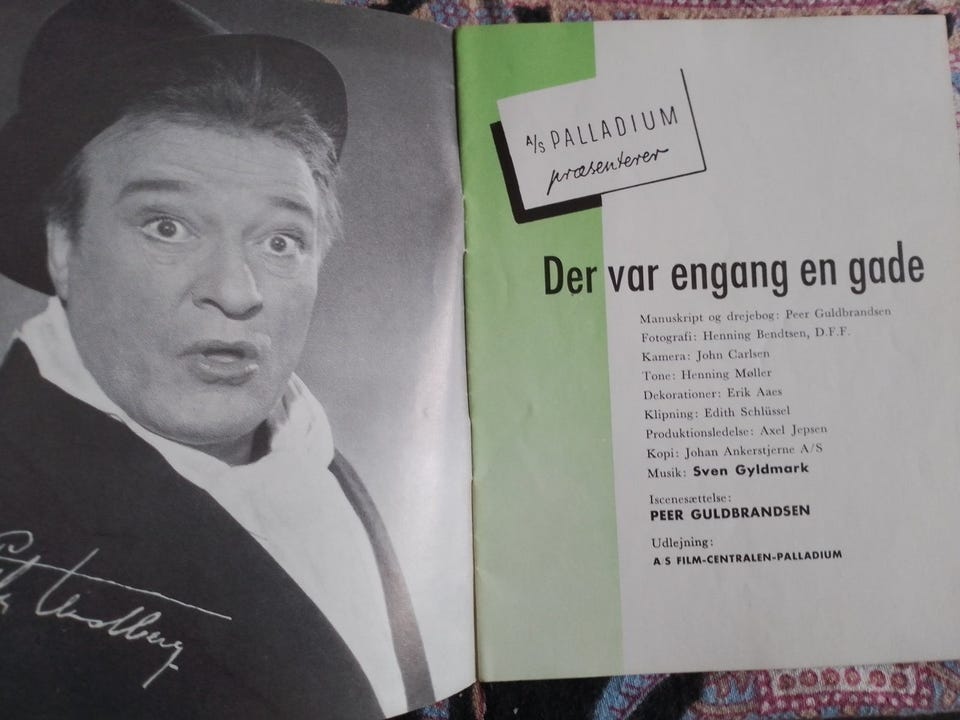 A/S PALLADIUM
præsenterer
Der var engang en gade
Manuskript og drejebog: Peer Guldbrandsen
Fotografi: Henning Bendtsen, D.F.F.
Kamera: John Carlsen
Tone: Henning Møller
Dekorationer: Erik Aaes
Klipning: Edith Schlüssel
Produktionsledelse: Axel Jepsen
Kopi: Johan Ankerstjerne A/S
Musik: Sven Gyldmark
Iscenesættelse:
PEER GULDBRANDSEN
Udlejning:
A S FILM-CENTRALEN-PALLADIUM